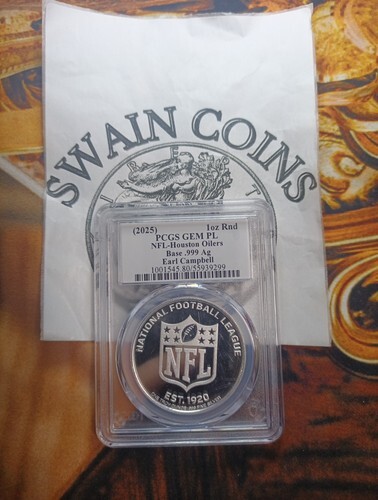 SWAIN COINS
(2025) 1oz Rnd
PCGS GEM PL
NFL-Houston Oilers
Base .999 Ag
Earl Campbell
1001545.80/55939299
NATIONAL FOOTBALL LEAGUE
NFL
EST. 1920